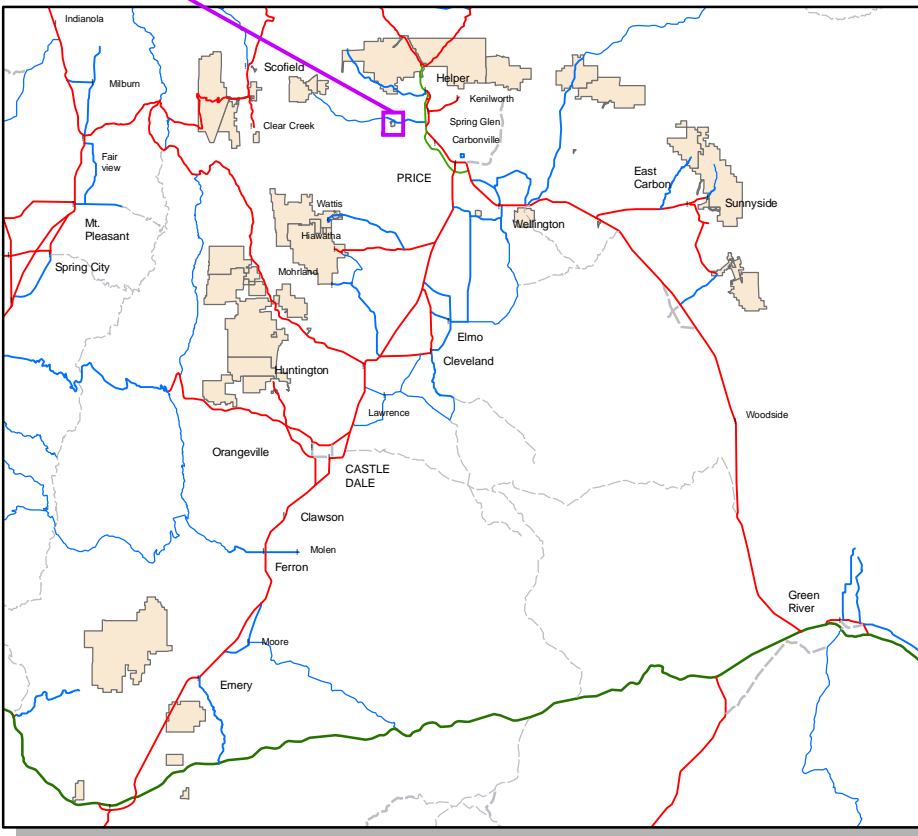 Indianola
Scofield
Helper
Milburn
Kenilworth
Clear Creek
Spring Glen
Carbonville
Fair
view
PRICE
East
Carbon
Wattis
Sunnyside
Mt.
Pleasant
Wellington
Hiawatha
Spring City
Mohrland
Elmo
Cleveland
Huntington
Lawrence
Woodside
Orangeville
CASTLE
DALE
Clawson
Molen
Ferron
Green
River
Moore
Emery